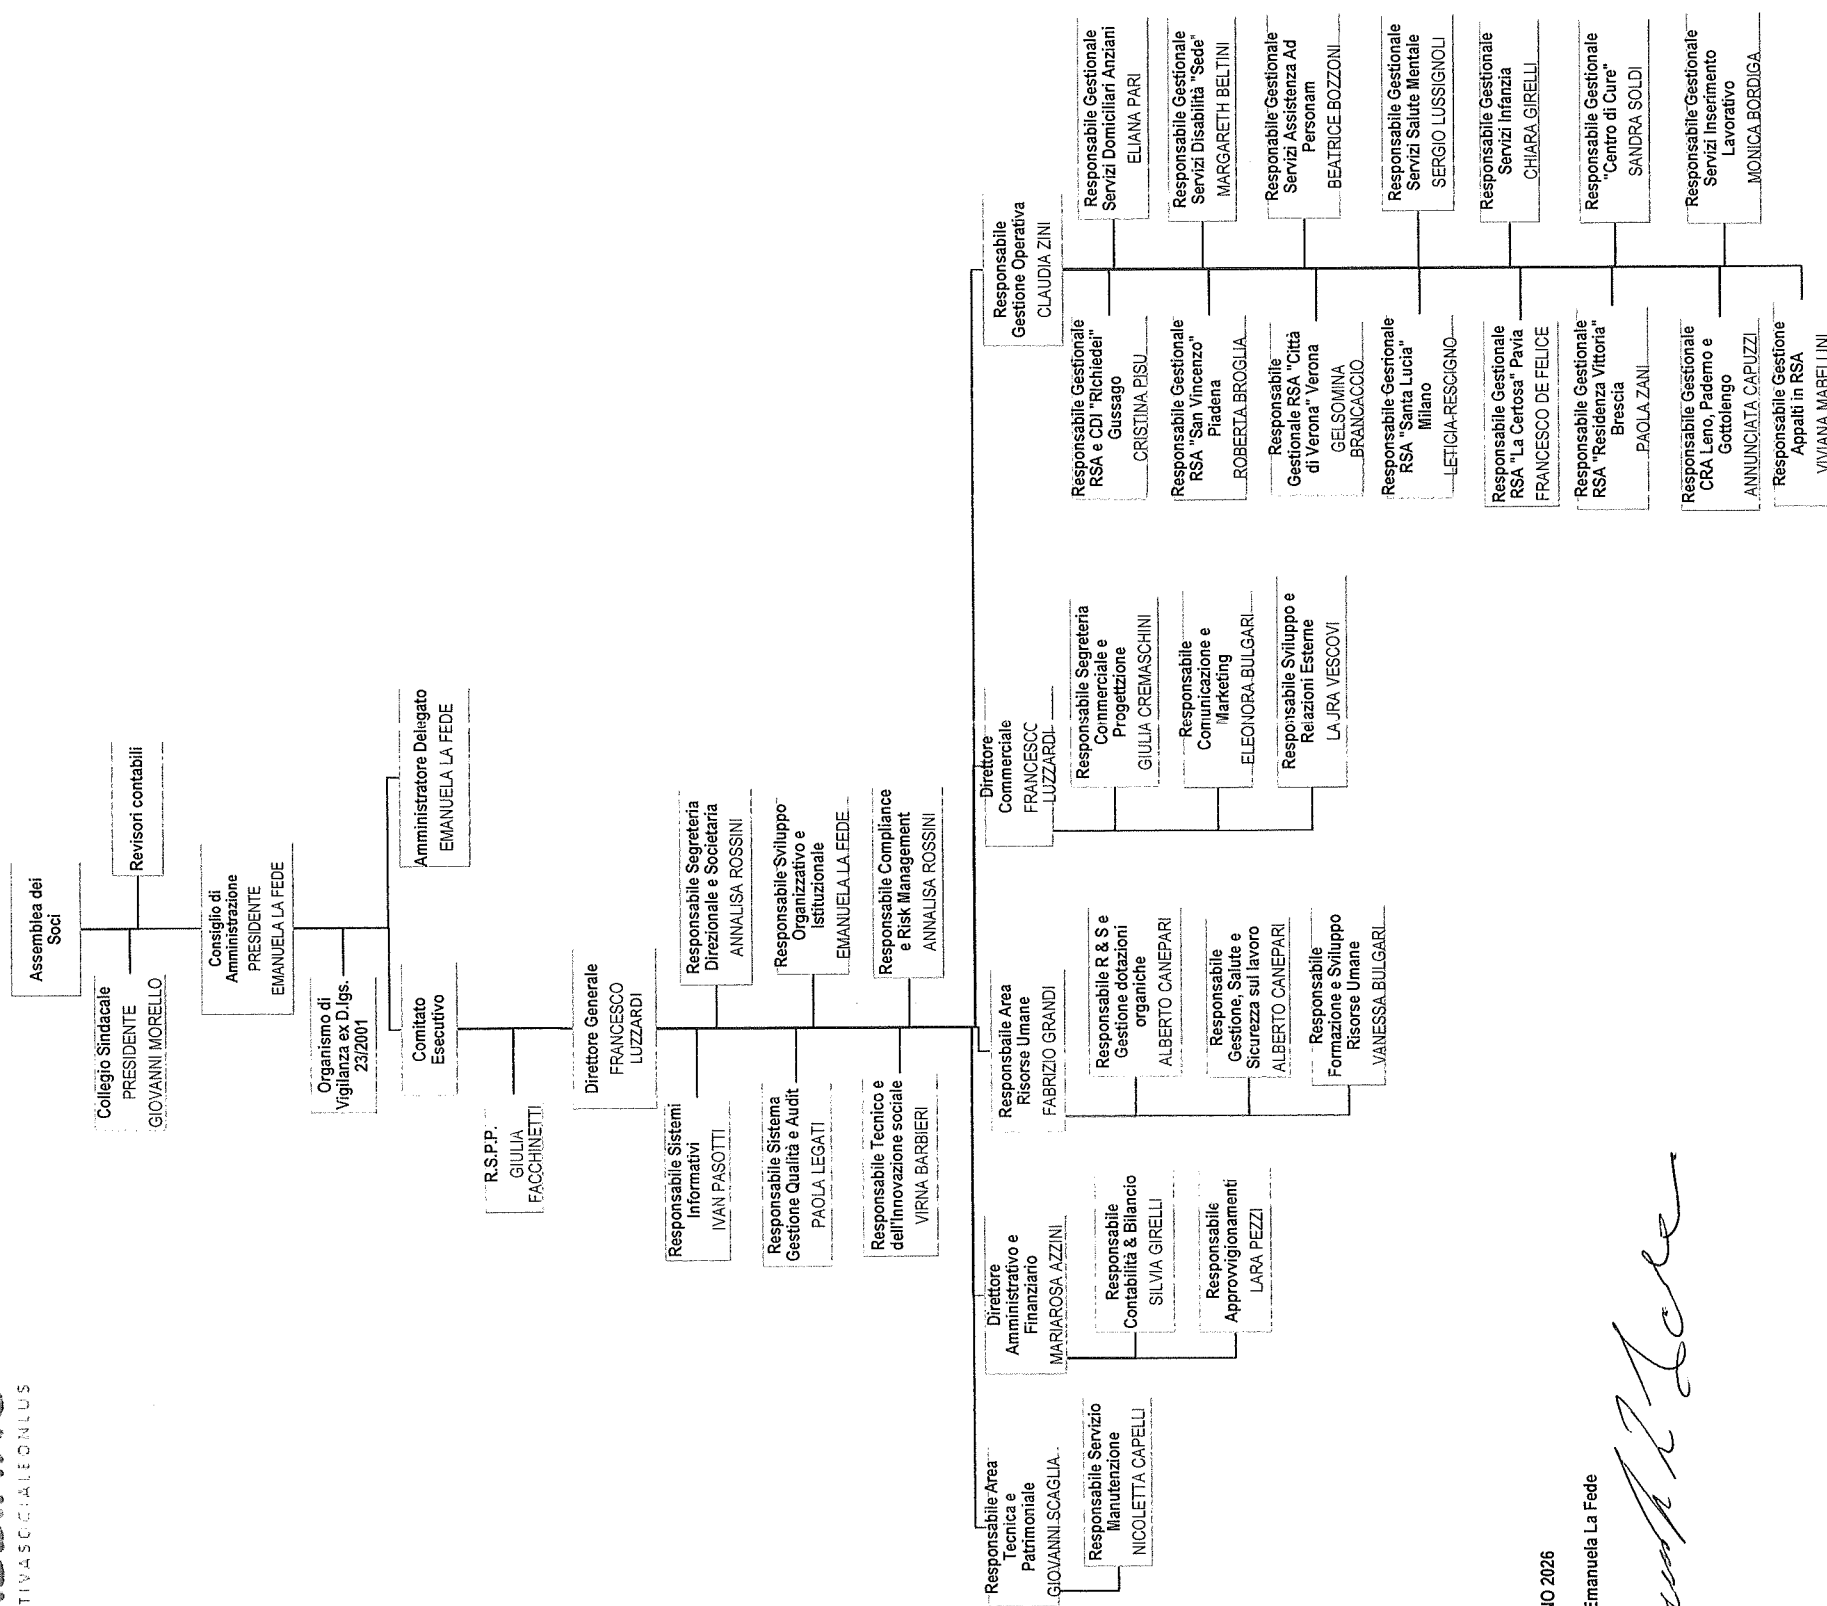 TIVASOCIALEONLUS
Assemblea dei
Soci
Collegio Sindacale
PRESIDENTE
GIOVANNI MORELLO
Revisori contabili
Consiglio di
Amministrazione
PRESIDENTE
EMANUELA LA FEDE
Organismo di
Vigilanza ex D.lgs.
23/2001
Comitato
Esecutivo
Amministratore Delegato
EMANUELA LA FEDE
R.S.P.P.
GIULIA
FACCHINETTI
Direttore Generale
FRANCESCO
LUZZARDI
Responsabile Sistemi
Informativi
IVAN PASOTTI
Responsabile Segreteria
Direzionale e Societaria
ANNALISA ROSSINI
Responsabile Sistema
Gestione Qualità e Audit
PAOLA LEGATI
Responsabile Sviluppo
Organizzativo e
Istituzionale
EMANUELA LA FEDE
Responsabile Tecnico e
dell'Innovazione sociale
VIRNA BARBIERI
Responsabile Compliance
e Risk Management
ANNALISA ROSSINI
Responsabile Area
Tecnica e
Patrimoniale
GIOVANNI SCAGLIA
Responsabile Servizio
Manutenzione
NICOLETTA CAPELLI
Direttore
Amministrativo e
Finanziario
MARIAROSA AZZINI
Responsabile
Contabilità & Bilancio
SILVIA GIRELLI
Responsabile
Approvvigionamenti
LARA PEZZI
Responsbaile Area
Risorse Umane
FABRIZIO GRANDI
Responsabile R & S e
Gestione dotazioni
organiche
ALBERTO CANEPARI
Responsabile
Gestione, Salute e
Sicurezza sul lavoro
ALBERTO CANEPARI
Responsabile
Formazione e Sviluppo
Risorse Umane
VANESSA BULGARI
Direttore
Commerciale
FRANCESCO
LUZZARDI
Responsabile Segreteria
Commerciale e
Progettzione
GIULIA CREMASCHINI
Responsabile
Comunicazione e
Marketing
ELEONORA BULGARI
Responsabile Sviluppo e
Relazioni Esterne
LAURA VESCOVI
Responsabile
Gestione Operativa
CLAUDIA ZINI
Responsabile Gestionale
RSA e CDI "RIchiedei"
Gussago
CRISTINA PISU
Responsabile Gestionale
Servizi Domiciliari Anziani
ELIANA PARI
Responsabile Gestionale
RSA "San Vincenzo"
Piadena
ROBERTA BROGLIA
Responsabile Gestionale
Servizi Disabilità "Sede"
MARGARETH BELTINI
Responsabile
Gestionale RSA "Città
di Verona" Verona
GELSOMINA
BRANCACCIO
Responabile Gestionale
Servizi Assistenza Ad
Personam
BEATRICE BOZZONI
Responsabile Gesrionale
RSA "Santa Lucia"
Milano
LETICIA RESCIGNO
Responsabile Gestionale
Servizi Salute Mentale
SERGIO LUSSIGNOLI
Responsabile Gestionale
RSA "La Certosa" Pavia
FRANCESCO DE FELICE
Responsabile Gestionale
Servizi Infanzia
CHIARA GIRELLI
Responsabile Gestionale
RSA "Residenza Vittoria"
Brescia
PAOLA ZANI
Responsabile Gestionale
"Centro di Cure"
SANDRA SOLDI
Responsabile Gestionale
CRA Leno, Paderno e
Gottolengo
ANNUNCIATA CAPUZZI
Responsabile Gestionale
Servizi Inserimento
Lavorativo
MONICA BORDIGA
Responsabile Gestione
Appalti in RSA
VIVIANA MABELLINI
IO 2026
Emanuela La Fede